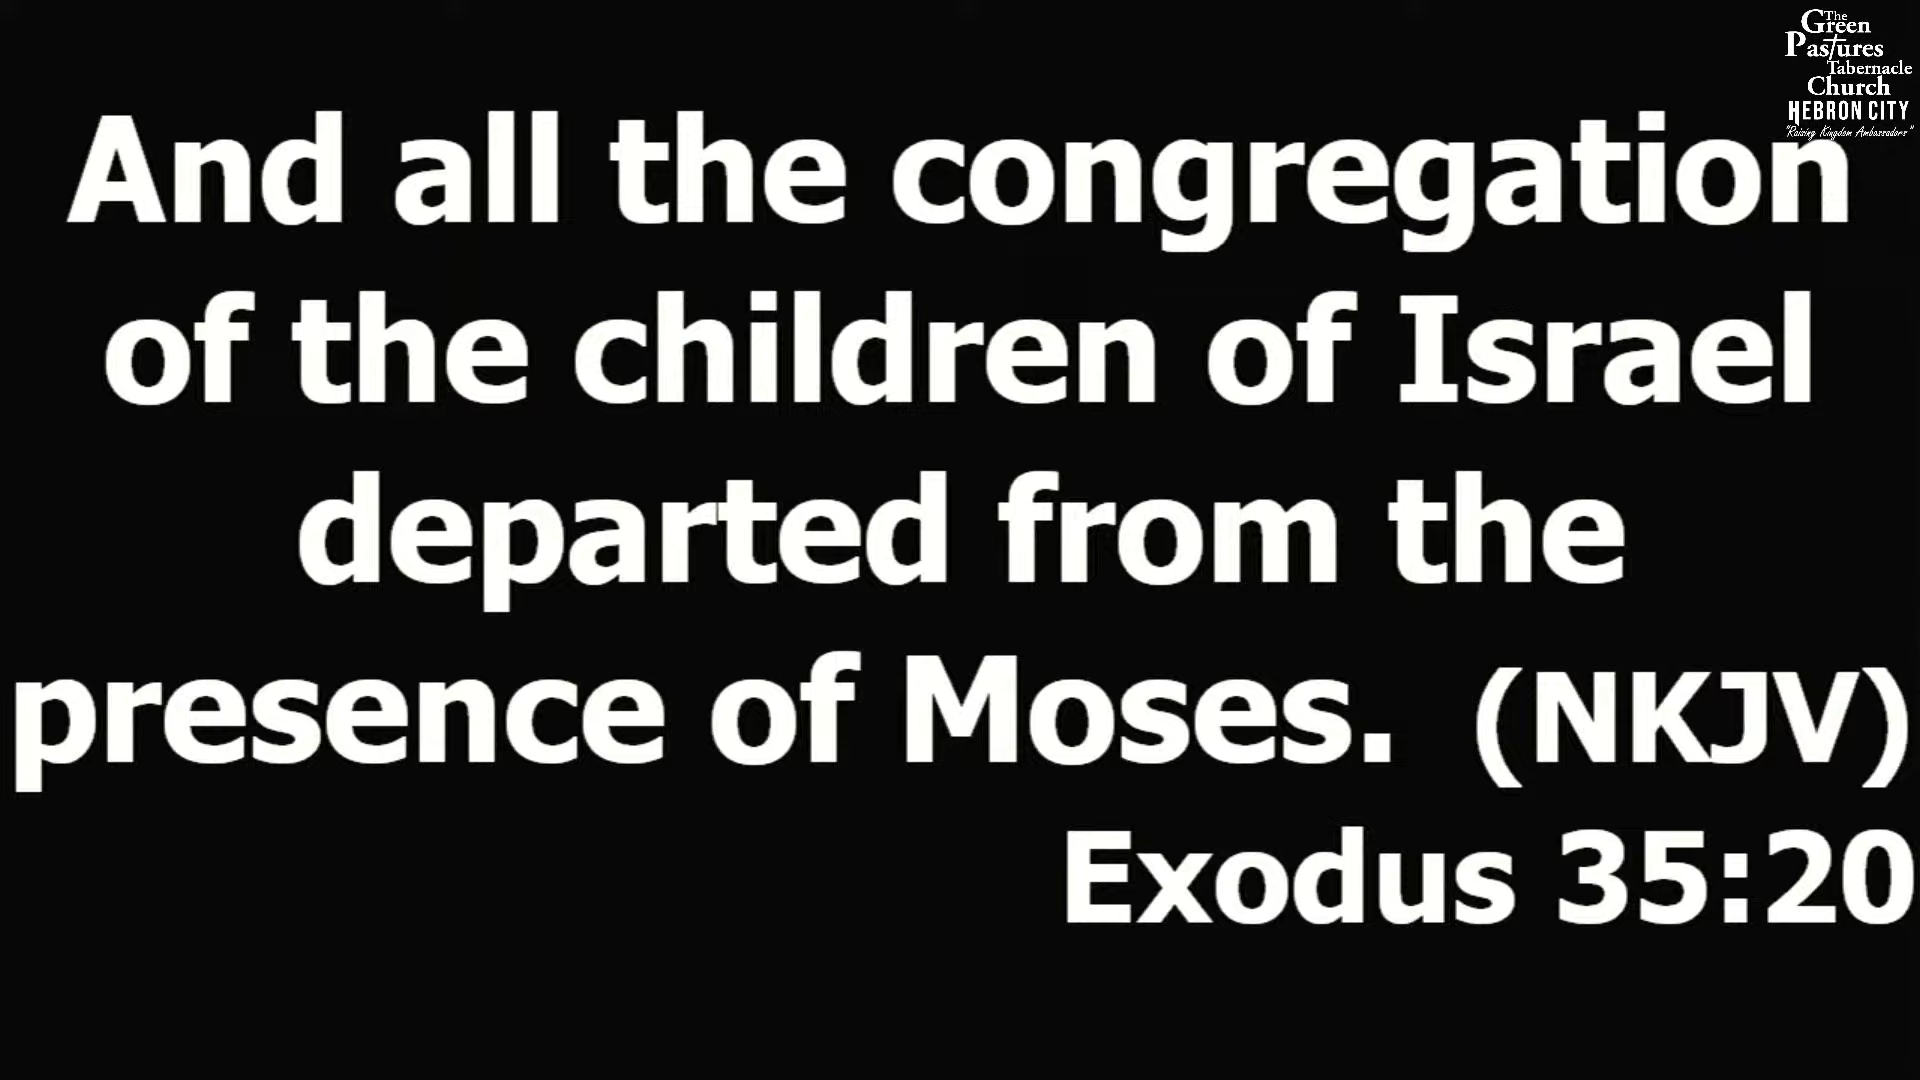 The
Green
Pastures
Tabernacle
Church
HEBRON CITY
"Raising Kingdom Ambassadors"
And all the congregation
of the children of Israel
departed from the
presence of Moses. (NKJV)
Exodus 35:20